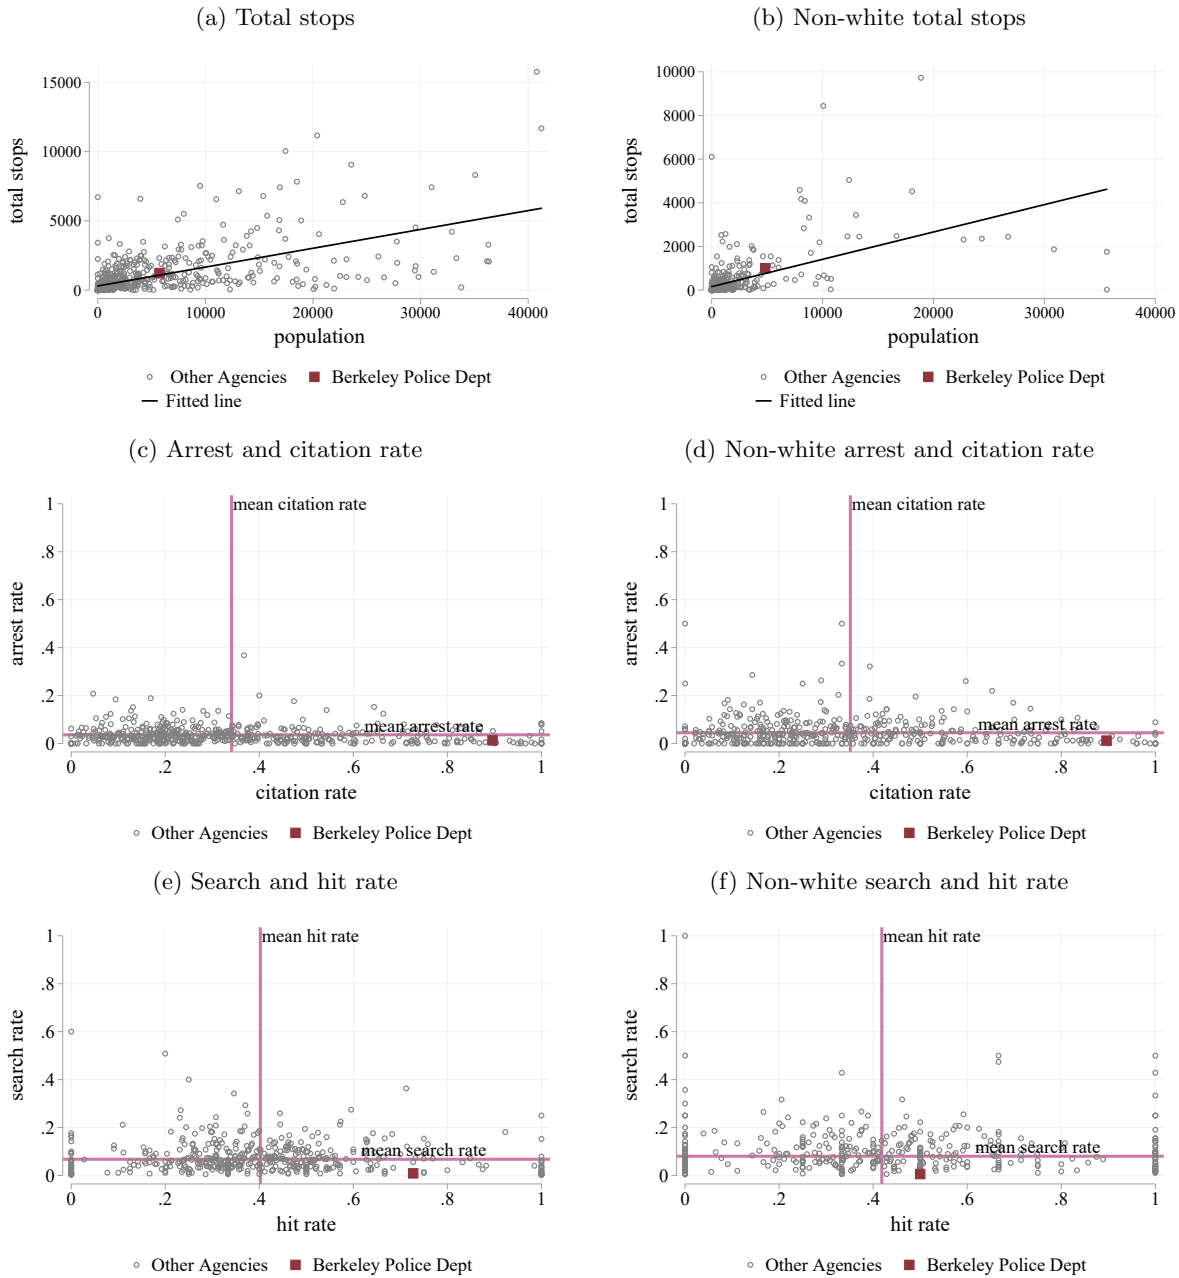 (a) Total stops
(b) Non-white total stops
15000
10000
5000
0
total stops
0 10000 20000 30000 40000
population
Other Agencies Berkeley Police Dept
Fitted line
10000
8000
6000
4000
2000
0
total stops
0 10000 20000 30000 40000
population
Other Agencies Berkeley Police Dept
Fitted line
(c) Arrest and citation rate
(d) Non-white arrest and citation rate
1
.8
.6
.4
.2
0
arrest rate
mean citation rate
mean arrest rate
0 .2 .4 .6 .8 1
citation rate
Other Agencies Berkeley Police Dept
1
.8
.6
.4
.2
0
arrest rate
mean citation rate
mean arrest rate
0 .2 .4 .6 .8 1
citation rate
Other Agencies Berkeley Police Dept
(e) Search and hit rate
(f) Non-white search and hit rate
1
.8
.6
.4
.2
0
search rate
mean hit rate
mean search rate
0 .2 .4 .6 .8 1
hit rate
Other Agencies Berkeley Police Dept
1
.8
.6
.4
.2
0
search rate
mean hit rate
mean search rate
0 .2 .4 .6 .8 1
hit rate
Other Agencies Berkeley Police Dept